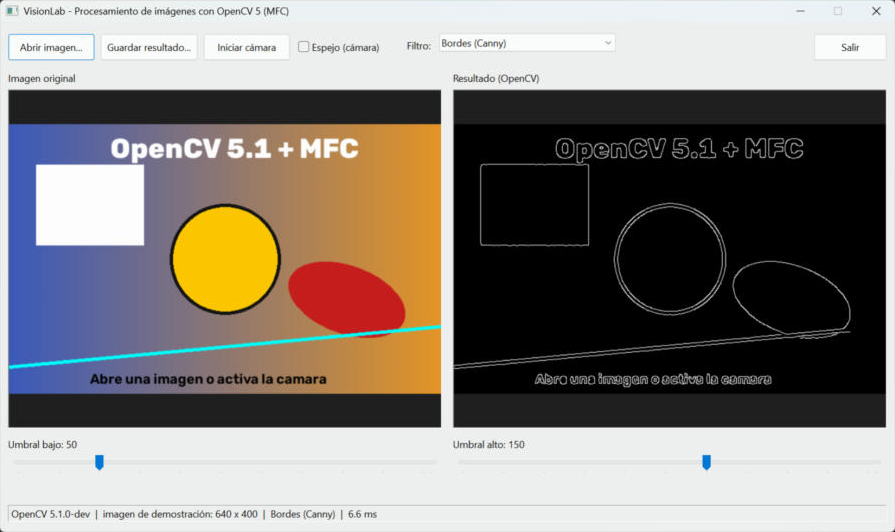 VisionLab - Procesamiento de imágenes con OpenCV 5 (MFC)
Abrir imagen...
Guardar resultado...
Iniciar cámara
Espejo (cámara)
Filtro:
Bordes (Canny)
Salir
Imagen original
Resultado (OpenCV)
OpenCV 5.1 + MFC
OpenCV 5.1 + MFC
Abre una imagen o activa la camara
Abre una imagen o activa la camara
Umbral bajo: 50
Umbral alto: 150
OpenCV 5.1.0-dev | imagen de demostración: 640 x 400 | Bordes (Canny) | 6.6 ms